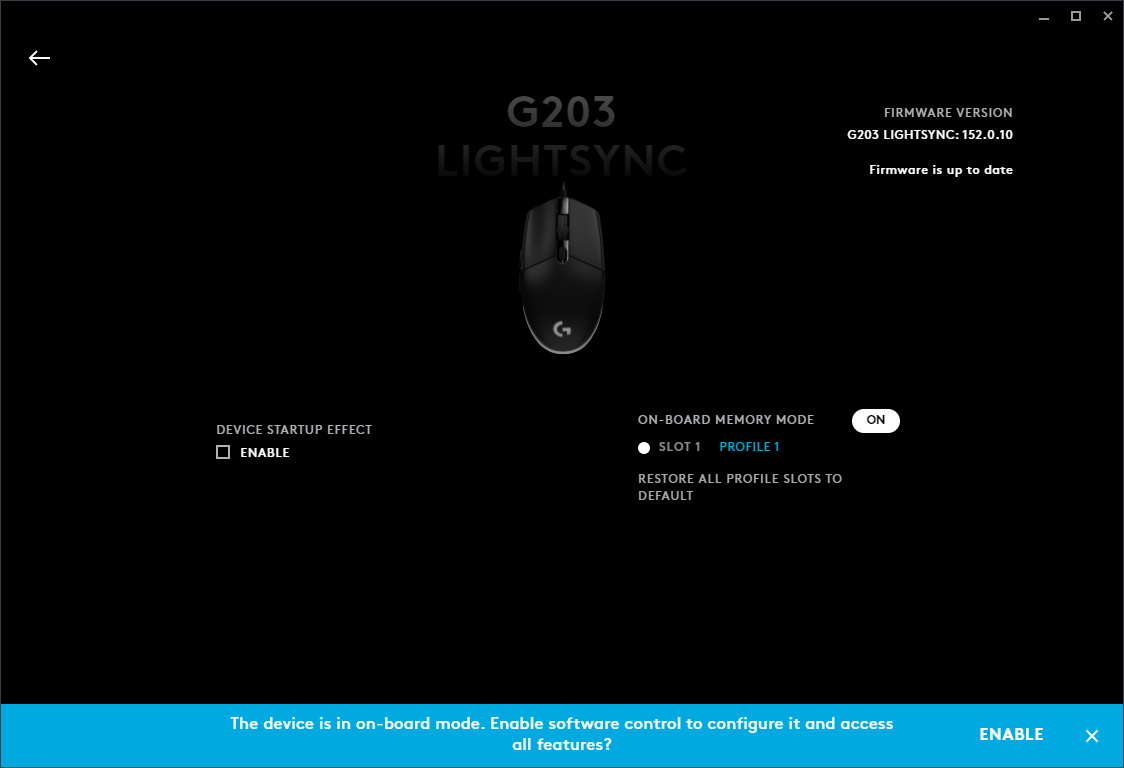 G203
LIGHTSYNC
FIRMWARE VERSION
G203 LIGHTSYNC: 152.0.10
Firmware is up to date
DEVICE STARTUP EFFECT
ENABLE
ON-BOARD MEMORY MODE
ON
SLOT 1 PROFILE 1
RESTORE ALL PROFILE SLOTS TO
DEFAULT
The device is in on-board mode. Enable software control to configure it and access
all features?
ENABLE